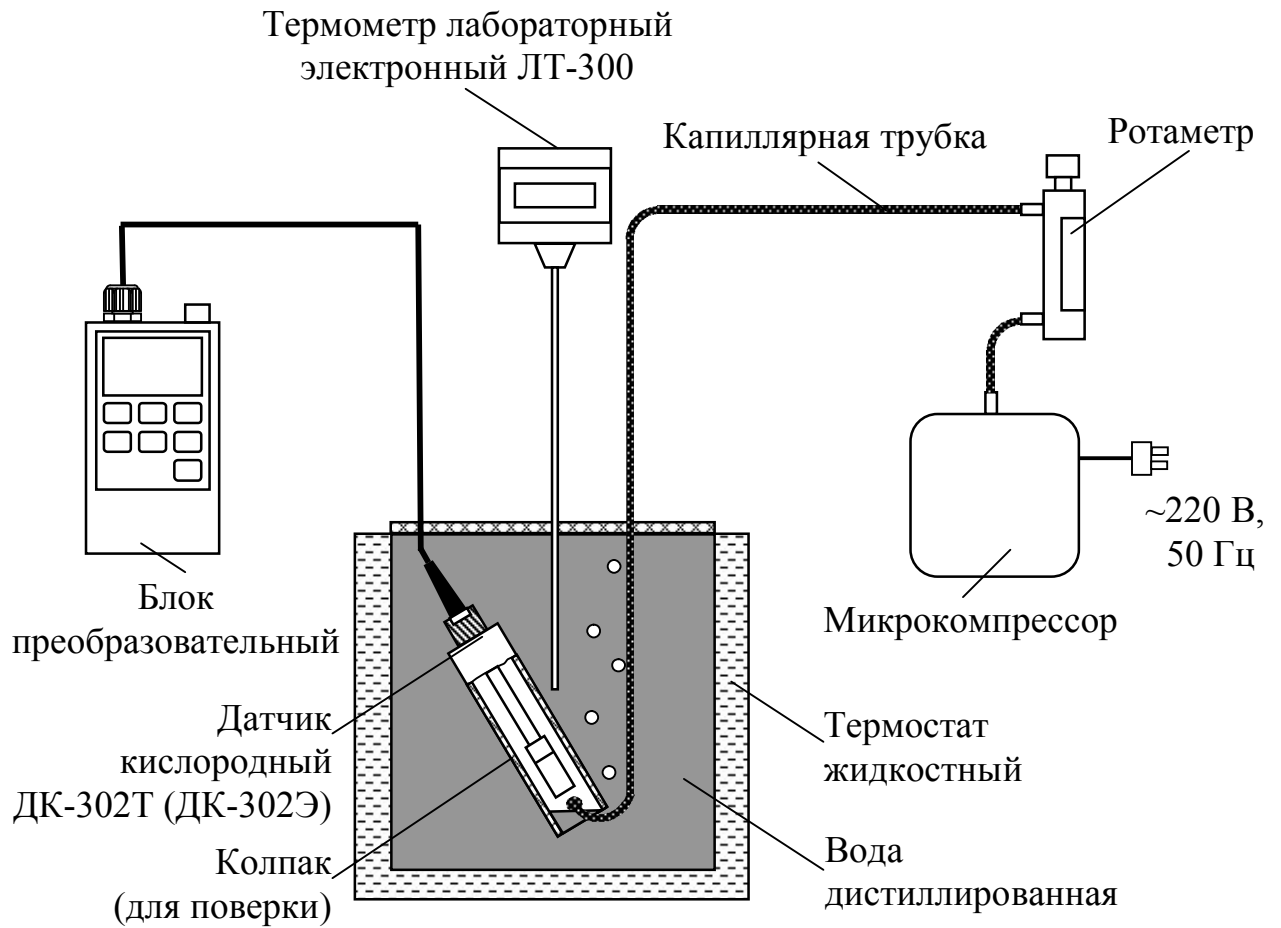 Термометр лабораторный
электронный ЛТ-300
Капиллярная трубка
Ротаметр
~220 В,
50 Гц
Блок
преобразовательный
Микрокомпрессор
Датчик
кислородный
ДК-302Т (ДК-302Э)
Термостат
жидкостный
Колпак
(для поверки)
Вода
дистиллированная